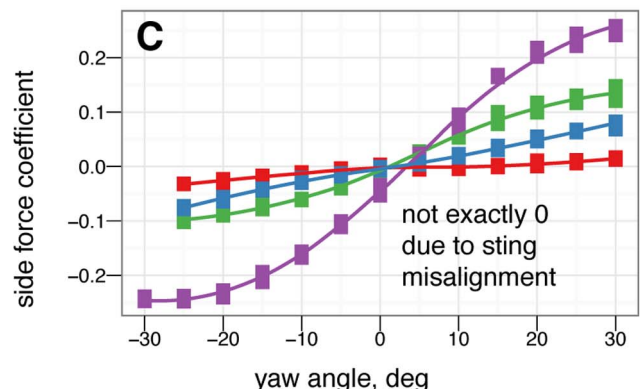 C
side force coefficient
0.2
0.1
0.0
−0.1
−0.2
not exactly 0
due to sting
misalignment
−30 −20 −10 0 10 20 30
yaw angle, deg